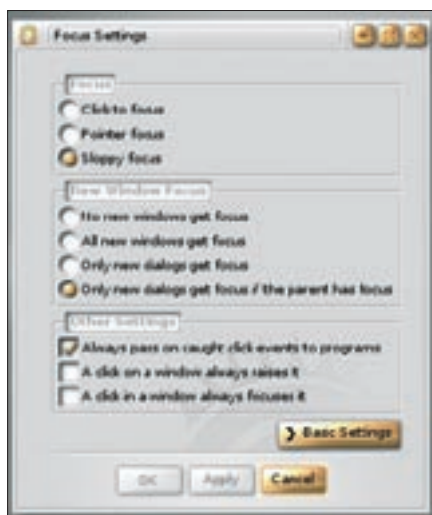 Focus Settings
Focus
Click to focus
Pointer focus
Sloppy focus
New Window Focus
No new windows get focus
All new windows get focus
Only new dialogs get focus
Only new dialogs get focus if the parent has focus
Other Settings
Always pass on caught click events to programs
A click on a window always raises it
A click in a window always focuses it
Basic Settings
OK
Apply
Cancel